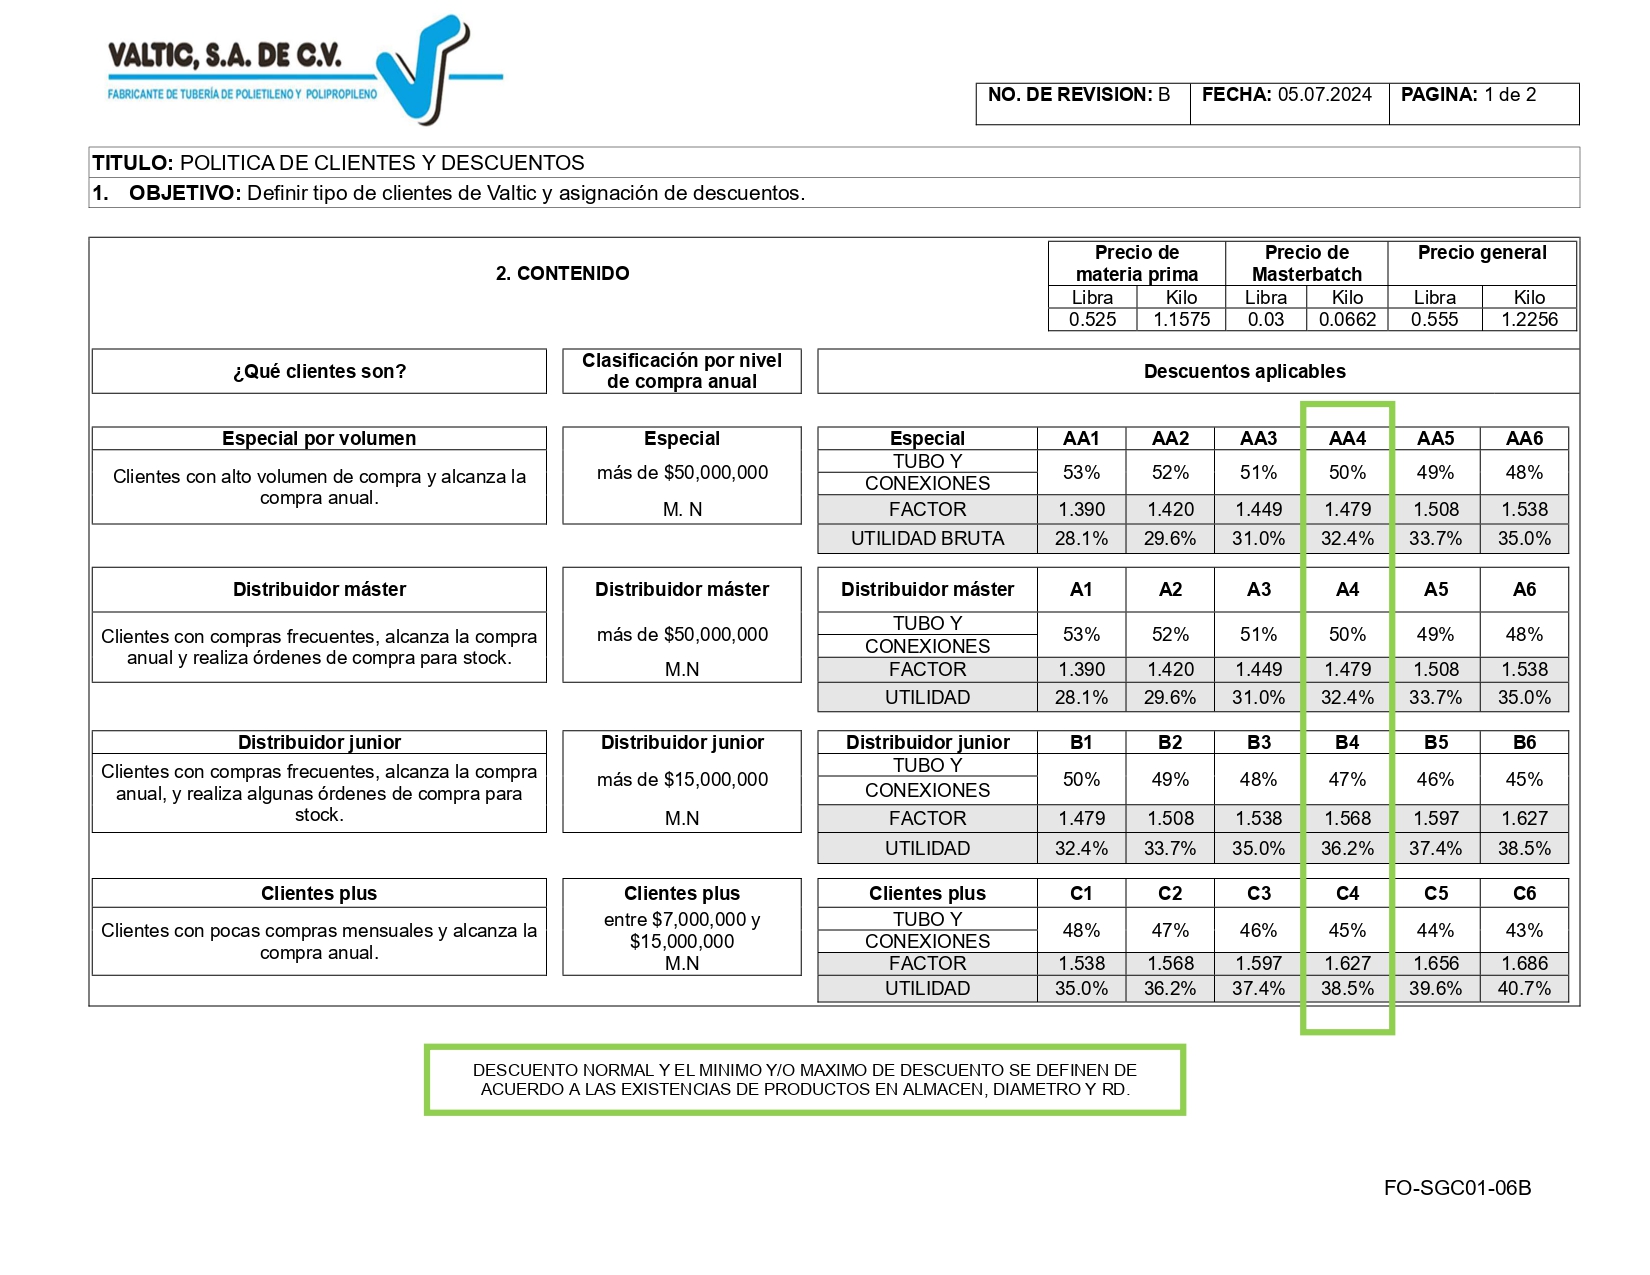 VALTIC, S.A. DE C.V.
FABRICANTE DE TUBERÍA DE POLIETILENO Y POLIPROPILENO
NO. DE REVISION: B FECHA: 05.07.2024 PAGINA: 1 de 2
TITULO: POLITICA DE CLIENTES Y DESCUENTOS
1. OBJETIVO: Definir tipo de clientes de Valtic y asignación de descuentos.
2. CONTENIDO
Precio de materia prima Precio de Masterbatch Precio general
Libra Kilo Libra Kilo Libra Kilo
0.525 1.1575 0.03 0.0662 0.555 1.2256
¿Qué clientes son?
Clasificación por nivel
de compra anual
Descuentos aplicables
Especial por volumen
Clientes con alto volumen de compra y alcanza la
compra anual.
Especial
más de $50,000,000
M. N
Especial AA1 AA2 AA3 AA4 AA5 AA6
TUBO Y
CONEXIONES
53% 52% 51% 50% 49% 48%
FACTOR 1.390 1.420 1.449 1.479 1.508 1.538
UTILIDAD BRUTA 28.1% 29.6% 31.0% 32.4% 33.7% 35.0%
Distribuidor máster
Clientes con compras frecuentes, alcanza la compra
anual y realiza órdenes de compra para stock.
Distribuidor máster
más de $50,000,000
M.N
Distribuidor máster A1 A2 A3 A4 A5 A6
TUBO Y
CONEXIONES
53% 52% 51% 50% 49% 48%
FACTOR 1.390 1.420 1.449 1.479 1.508 1.538
UTILIDAD 28.1% 29.6% 31.0% 32.4% 33.7% 35.0%
Distribuidor junior
Clientes con compras frecuentes, alcanza la compra
anual, y realiza algunas órdenes de compra para
stock.
Distribuidor junior
más de $15,000,000
M.N
Distribuidor junior B1 B2 B3 B4 B5 B6
TUBO Y
CONEXIONES
50% 49% 48% 47% 46% 45%
FACTOR 1.479 1.508 1.538 1.568 1.597 1.627
UTILIDAD 32.4% 33.7% 35.0% 36.2% 37.4% 38.5%
Clientes plus
Clientes con pocas compras mensuales y alcanza la
compra anual.
Clientes plus
entre $7,000,000 y
$15,000,000
M.N
Clientes plus C1 C2 C3 C4 C5 C6
TUBO Y
CONEXIONES
48% 47% 46% 45% 44% 43%
FACTOR 1.538 1.568 1.597 1.627 1.656 1.686
UTILIDAD 35.0% 36.2% 37.4% 38.5% 39.6% 40.7%
DESCUENTO NORMAL Y EL MINIMO Y/O MAXIMO DE DESCUENTO SE DEFINEN DE
ACUERDO A LAS EXISTENCIAS DE PRODUCTOS EN ALMACEN, DIAMETRO Y RD.
FO-SGC01-06B